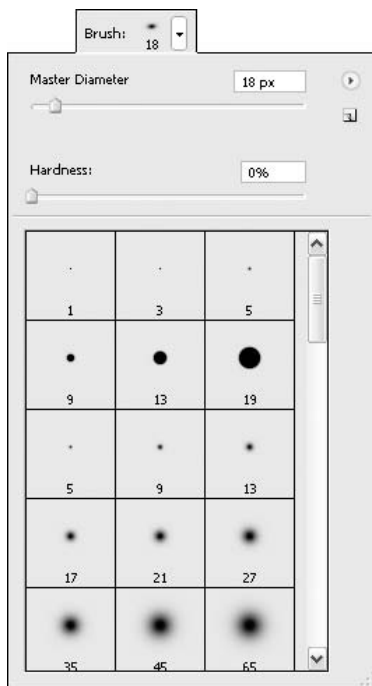 Brush:
18
Master Diameter 18 px
Hardness: 0%
1 3 5
9 13 19
5 9 13
17 21 27
35 45 65